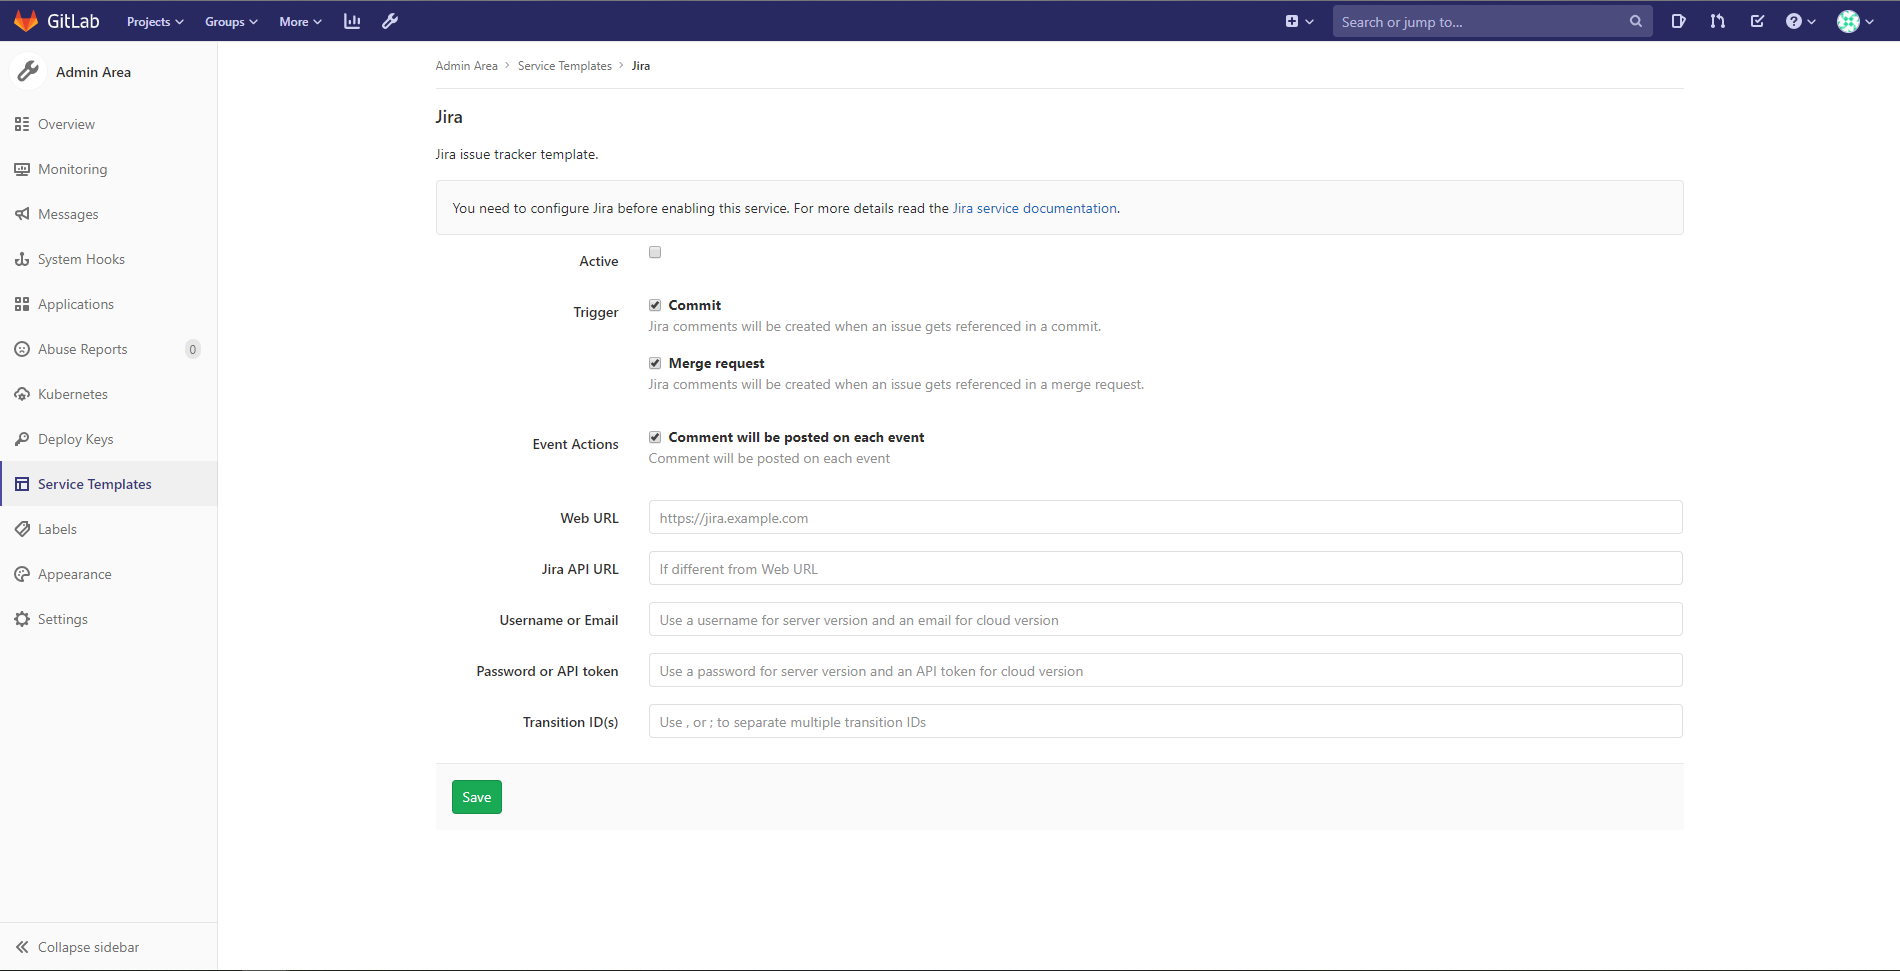 GitLab Projects Groups More Search or jump to...
Admin Area
Overview
Monitoring
Messages
System Hooks
Applications
Abuse Reports 0
Kubernetes
Deploy Keys
Service Templates
Labels
Appearance
Settings
Collapse sidebar
Admin Area > Service Templates > Jira
Jira
Jira issue tracker template.
You need to configure Jira before enabling this service. For more details read the Jira service documentation.
Active
Trigger
Commit
Jira comments will be created when an issue gets referenced in a commit.
Merge request
Jira comments will be created when an issue gets referenced in a merge request.
Event Actions
Comment will be posted on each event
Comment will be posted on each event
Web URL https://jira.example.com
Jira API URL If different from Web URL
Username or Email Use a username for server version and an email for cloud version
Password or API token Use a password for server version and an API token for cloud version
Transition ID(s) Use , or ; to separate multiple transition IDs
Save